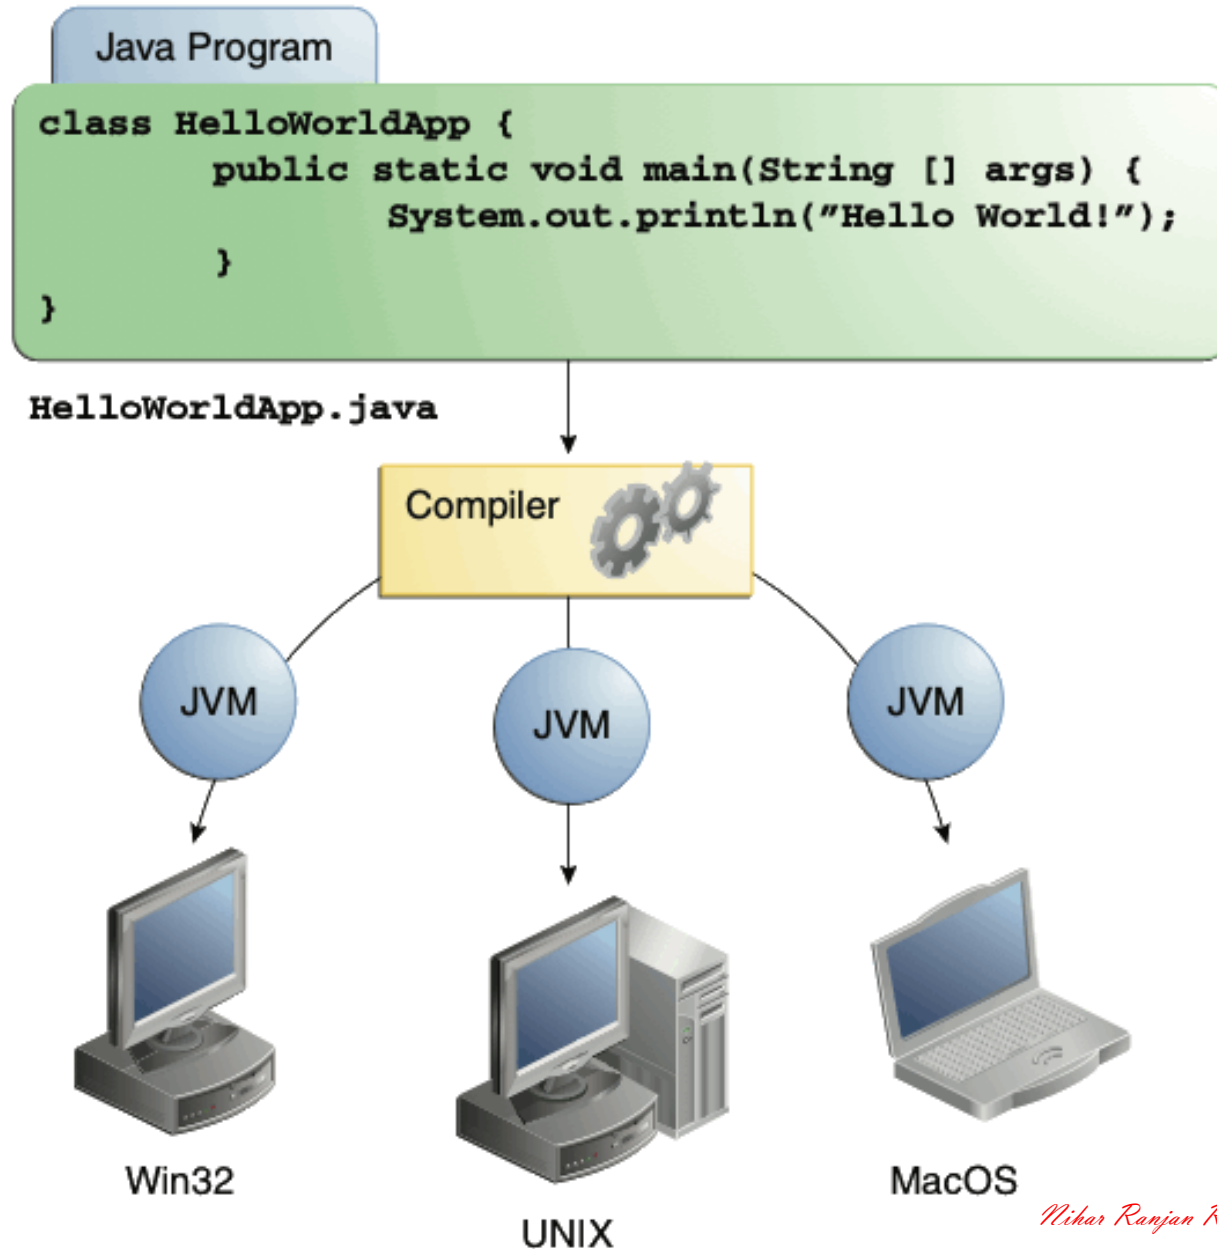 Java Program
class HelloWorldApp {
public static void main(String [] args) {
System.out.println("Hello World!");
}
}
HelloWorldApp.java
Compiler
JVM
JVM
JVM
Win32
UNIX
MacOS
Nihar Ranjan R